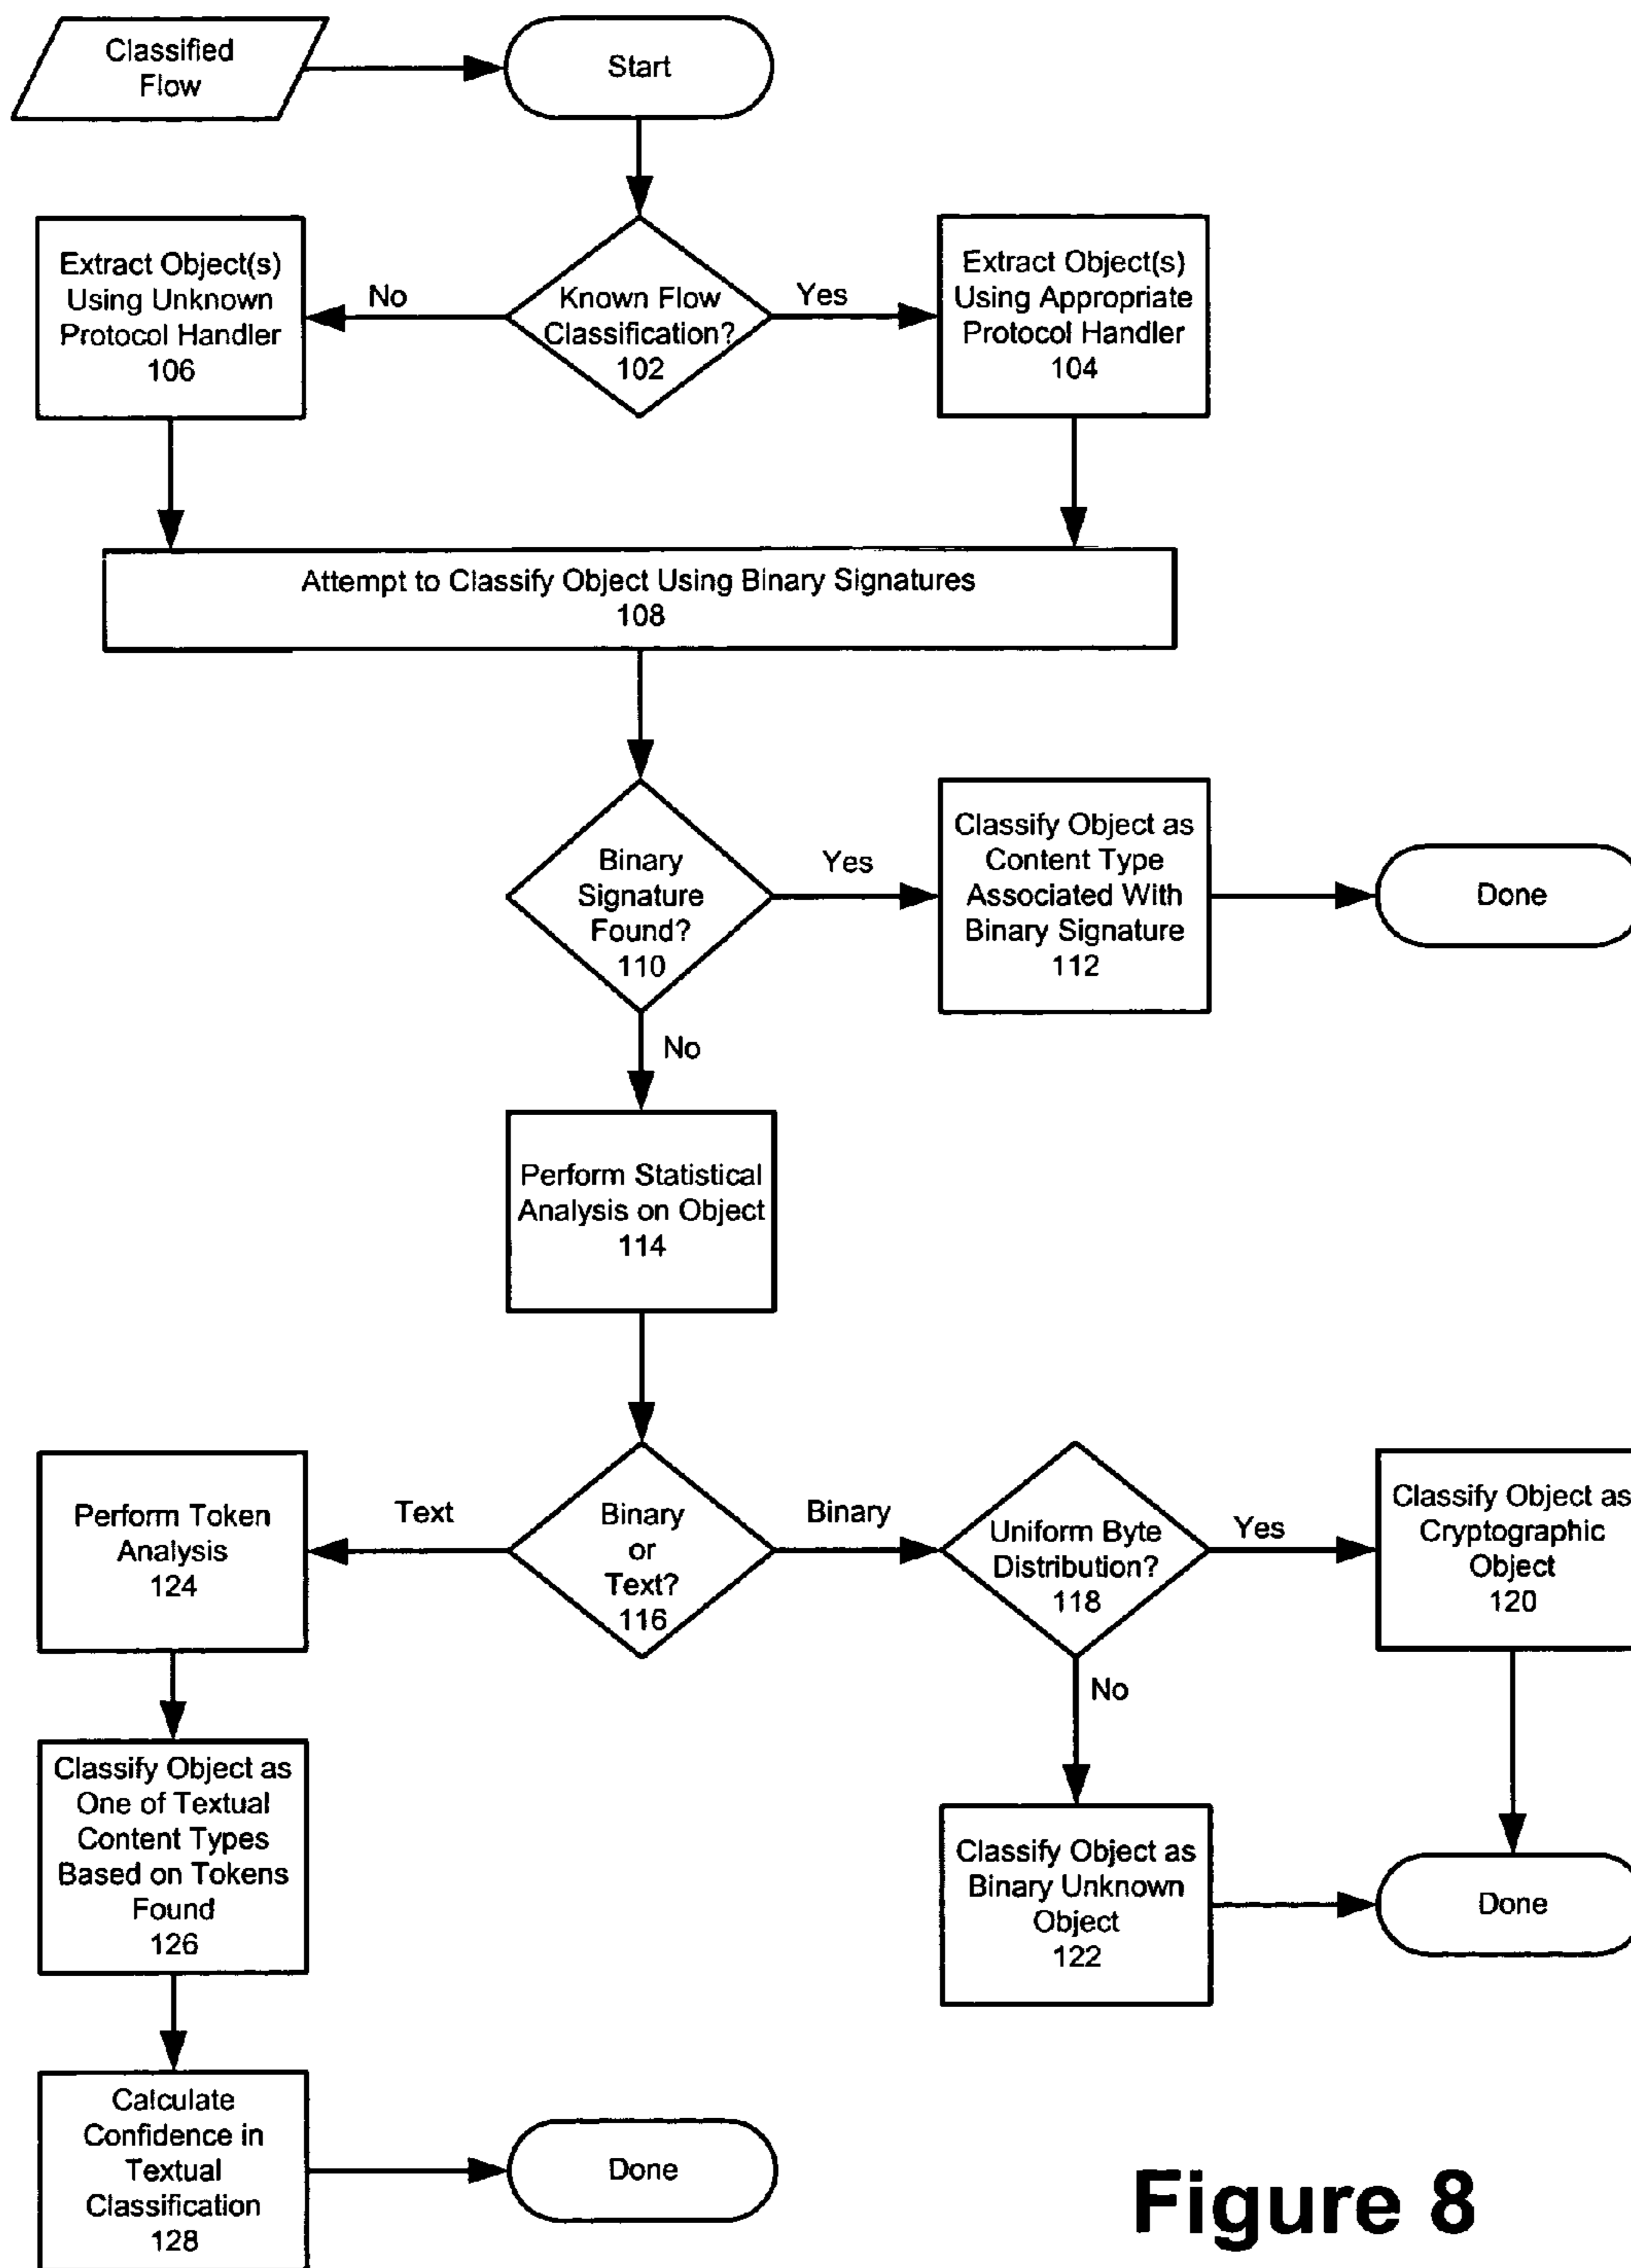 Classified
Flow
Start
Extract Object(s)
Using Unknown
Protocol Handler
106
No
Known Flow
Classification?
102
Yes
Extract Object(s)
Using Appropriate
Protocol Handler
104
Attempt to Classify Object Using Binary Signatures
108
Binary
Signature
Found?
110
Yes
Classify Object as
Content Type
Associated With
Binary Signature
112
Done
No
Perform Statistical
Analysis on Object
114
Perform Token
Analysis
124
Text
Binary
or
Text?
116
Binary
Uniform Byte
Distribution?
118
Yes
Classify Object as
Cryptographic
Object
120
No
Classify Object as
One of Textual
Content Types
Based on Tokens
Found
126
Classify Object as
Binary Unknown
Object
122
Done
Calculate
Confidence in
Textual
Classification
128
Done
Figure 8